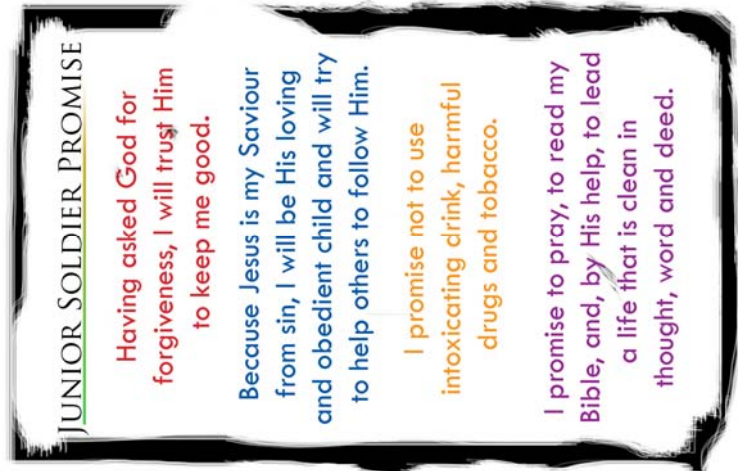 JUNIOR SOLDIER PROMISE
Having asked God for
forgiveness, I will trust Him
to keep me good.
Because Jesus is my Saviour
from sin, I will be His loving
and obedient child and will try
to help others to follow Him.
I promise not to use
intoxicating drink, harmful
drugs and tobacco.
I promise to pray, to read my
Bible, and, by His help, to lead
a life that is clean in
thought, word and deed.